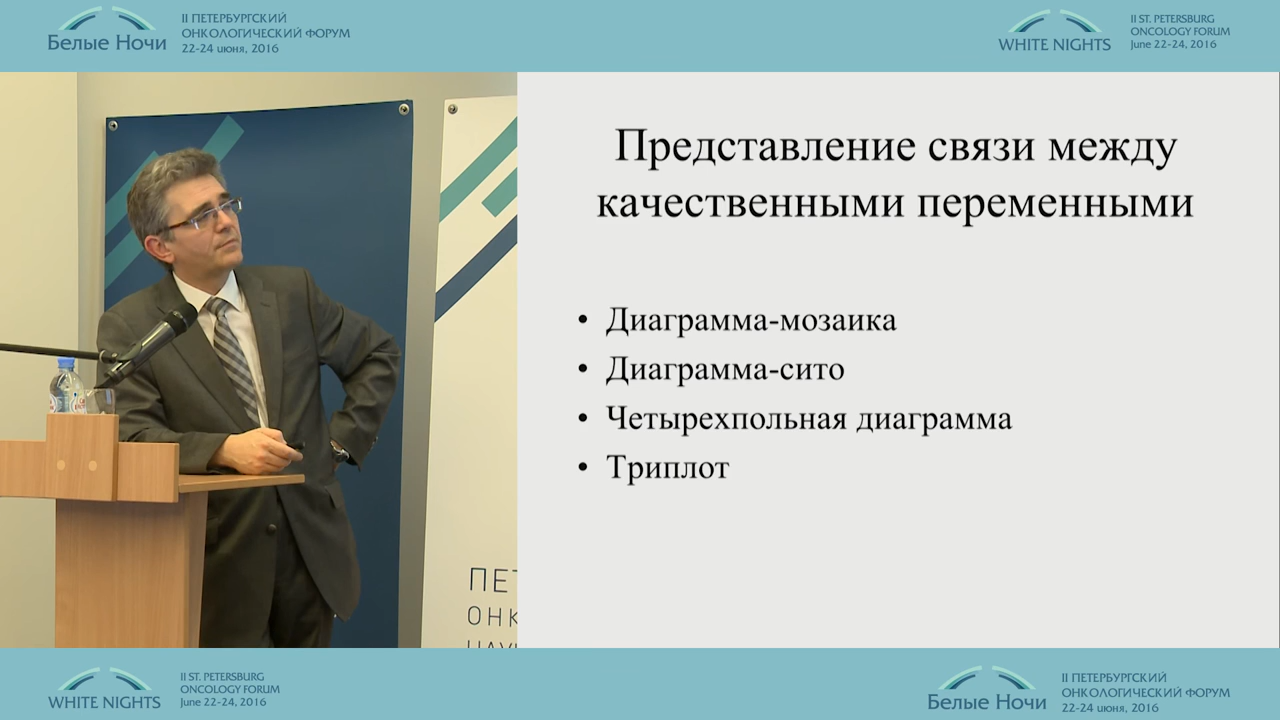 Белые Ночи
II ПЕТЕРБУРГСКИЙ
ОНКОЛОГИЧЕСКИЙ ФОРУМ
22-24 июня, 2016
WHITE NIGHTS
II ST. PETERSBURG
ONCOLOGY FORUM
June 22-24, 2016
Представление связи между
качественными переменными
• Диаграмма-мозаика
• Диаграмма-сито
• Четырехпольная диаграмма
• Триплот
ПЕТ
ОНК
WHITE NIGHTS
II ST. PETERSBURG
ONCOLOGY FORUM
June 22-24, 2016
Белые Ночи
II ПЕТЕРБУРГСКИЙ
ОНКОЛОГИЧЕСКИЙ ФОРУМ
22-24 июня, 2016